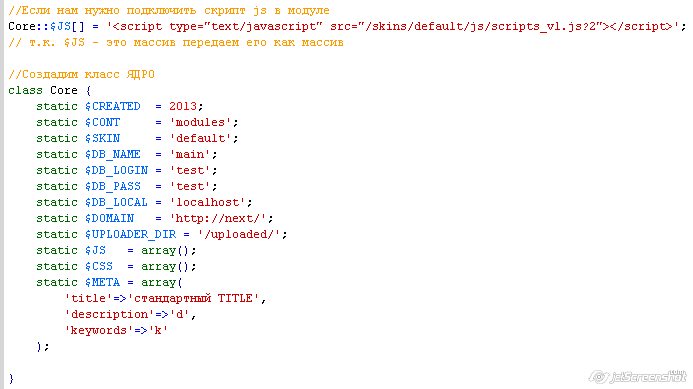 //Если нам нужно подключить скрипт js в модуле
Core::$JS[] = '<script type="text/javascript" src="/skins/default/js/scripts_v1.js?2"></script>';
// т.к. $JS - это массив передаем его как массив

//Создадим класс ЯДРО
class Core {
    static $CREATED  = 2013;
    static $CONT     = 'modules';
    static $SKIN     = 'default';
    static $DB_NAME  = 'main';
    static $DB_LOGIN = 'test';
    static $DB_PASS  = 'test';
    static $DB_LOCAL = 'localhost';
    static $DOMAIN   = 'http://next/';
    static $UPLOADER_DIR = '/uploaded/';
    static $JS   = array();
    static $CSS  = array();
    static $META = array(
        'title'=>'стандартный TITLE',
        'description'=>'d',
        'keywords'=>'k'
    );

}
jetScreenshot